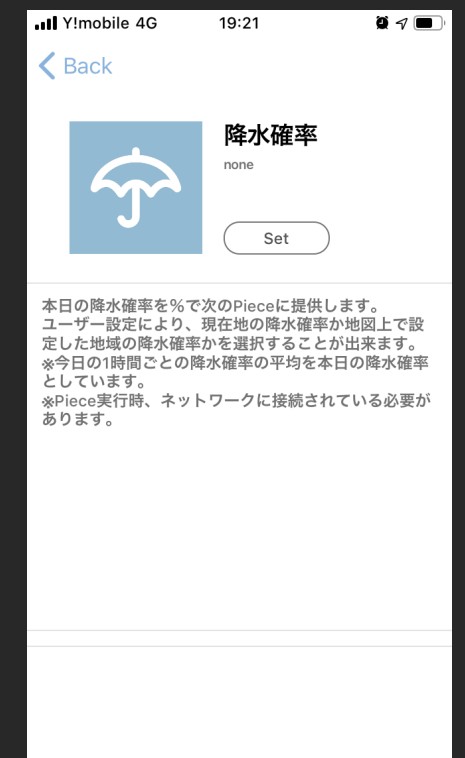 Y!mobile 4G 19:21
Back
降水確率
none
Set
本日の降水確率を%で次のPieceに提供します。
ユーザー設定により、現在地の降水確率か地図上で設
定した地域の降水確率かを選択することが出来ます。
※今日の1時間ごとの降水確率の平均を本日の降水確率
としています。
※Piece実行時、ネットワークに接続されている必要が
あります。